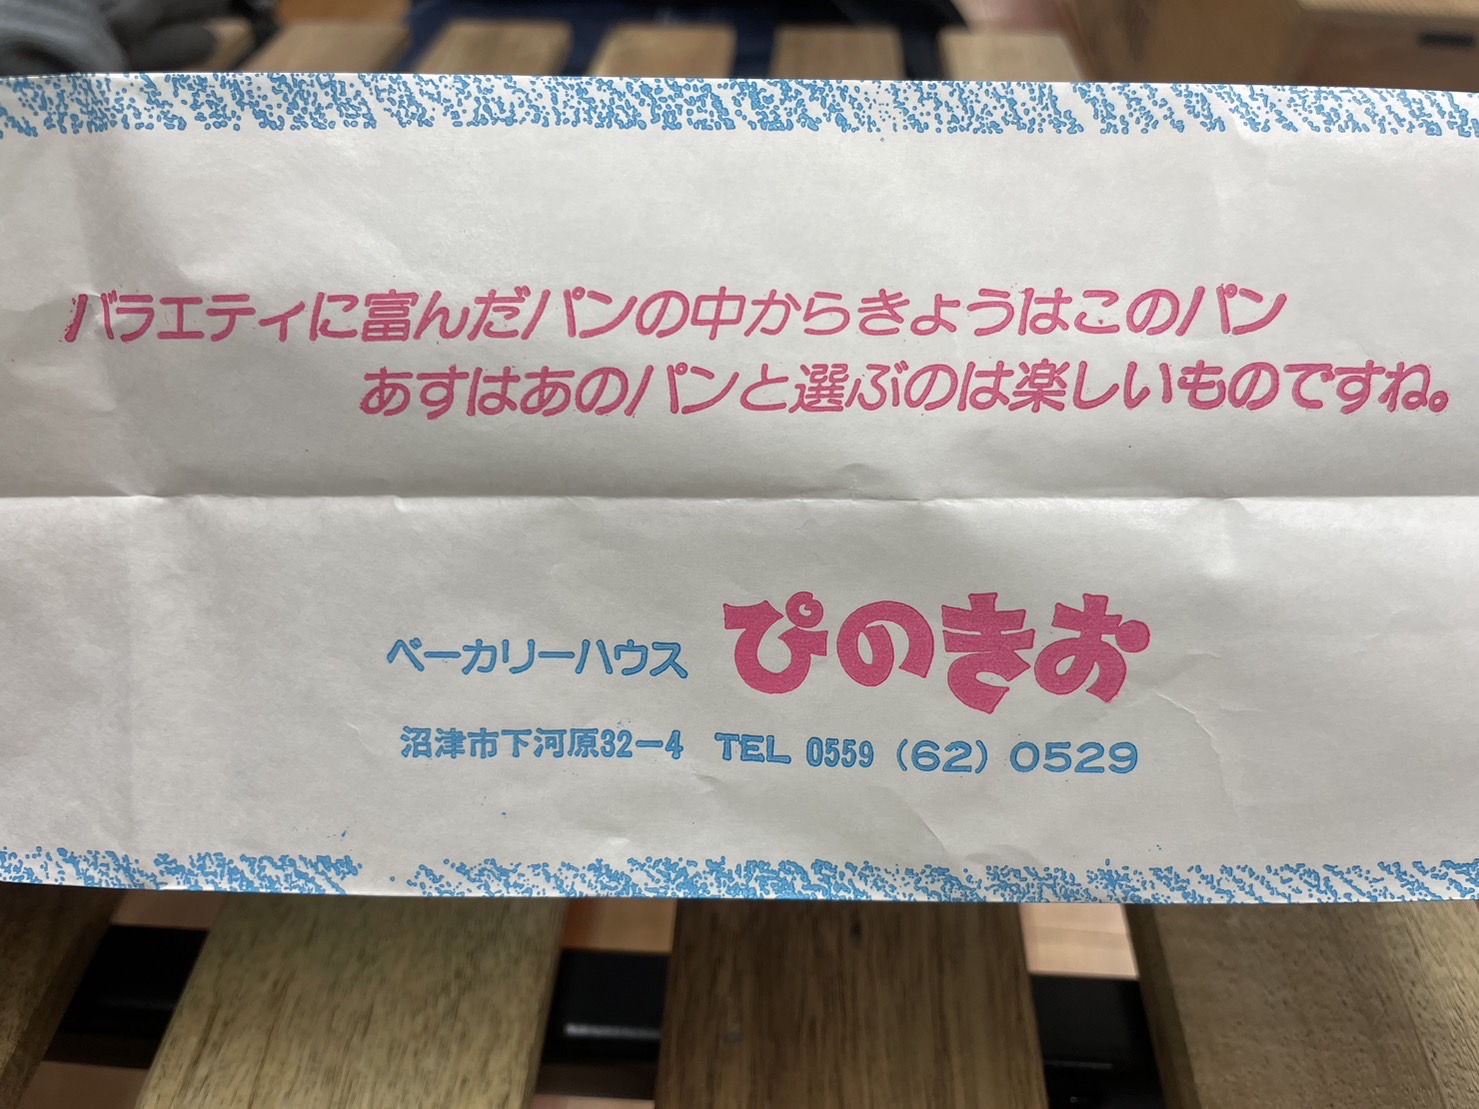 バラエティに富んだパンの中からきょうはこのパン
あすはあのパンと選ぶのは楽しいものですね。
ベーカリーハウス ぴのきお
沼津市下河原32-4 TEL 0559 (62) 0529